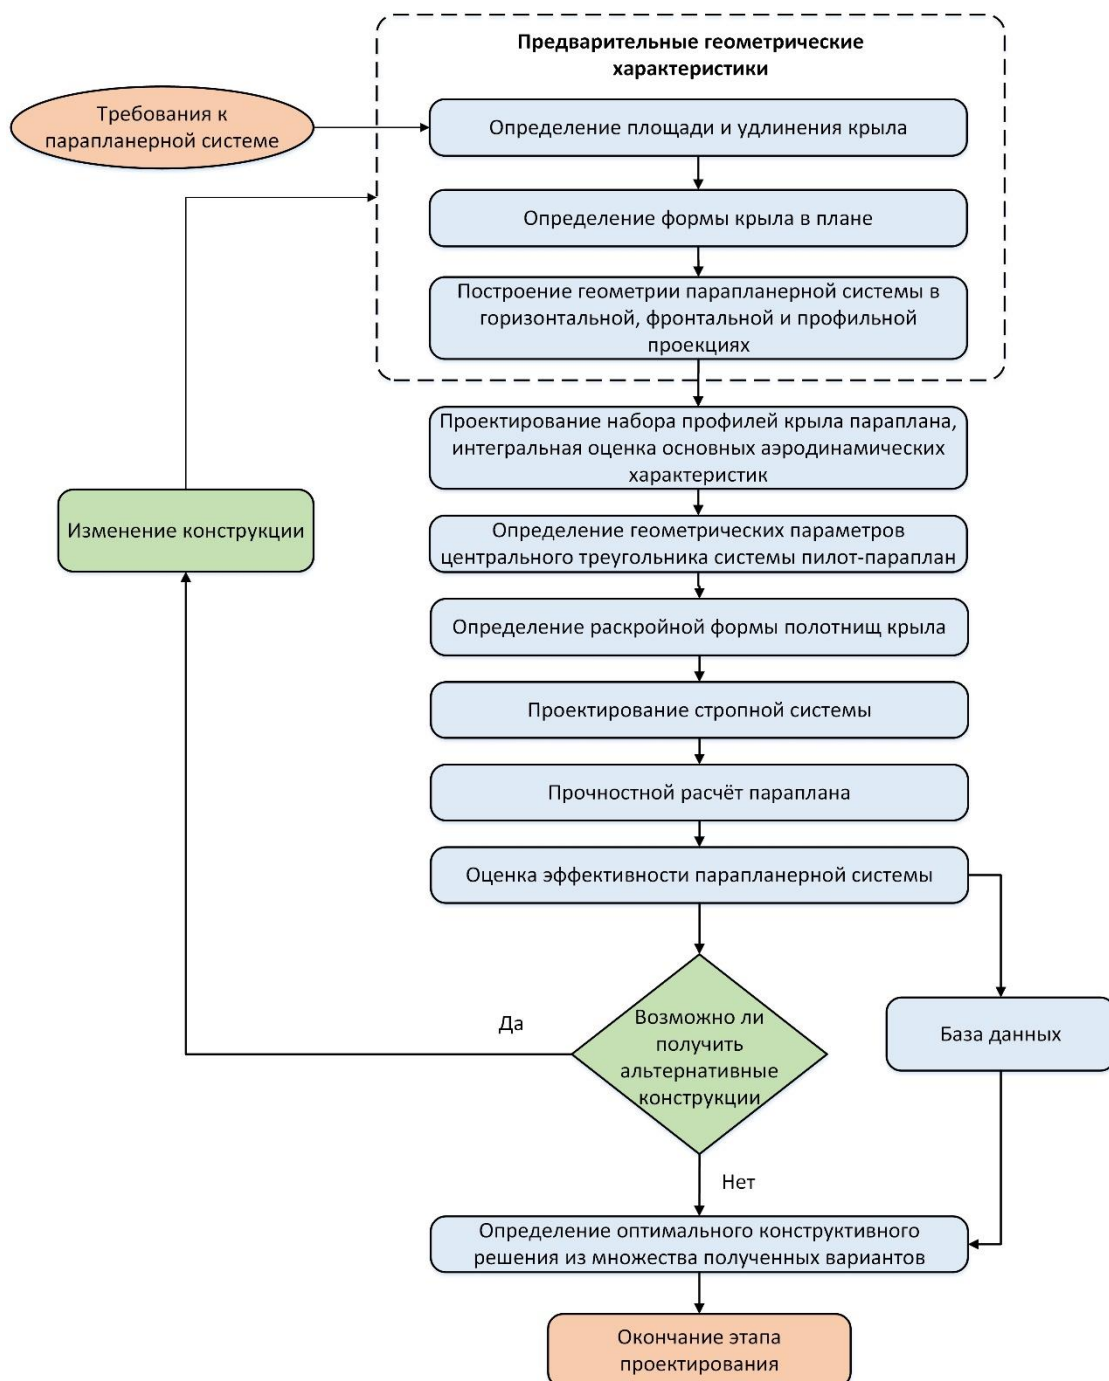 Предварительные геометрические
характеристики
Требования к
парапланерной системе
Определение площади и удлинения крыла
Определение формы крыла в плане
Построение геометрии парапланерной системы в
горизонтальной, фронтальной и профильной
проекциях
Проектирование набора профилей крыла параплана,
интегральная оценка основных аэродинамических
характеристик
Изменение конструкции
Определение геометрических параметров
центрального треугольника системы пилот-параплан
Определение раскройной формы полотнищ крыла
Проектирование стропной системы
Прочностной расчёт параплана
Оценка эффективности парапланерной системы
Да
Возможно ли
получить
альтернативные
конструкции
База данных
Нет
Определение оптимального конструктивного
решения из множества полученных вариантов
Окончание этапа
проектирования